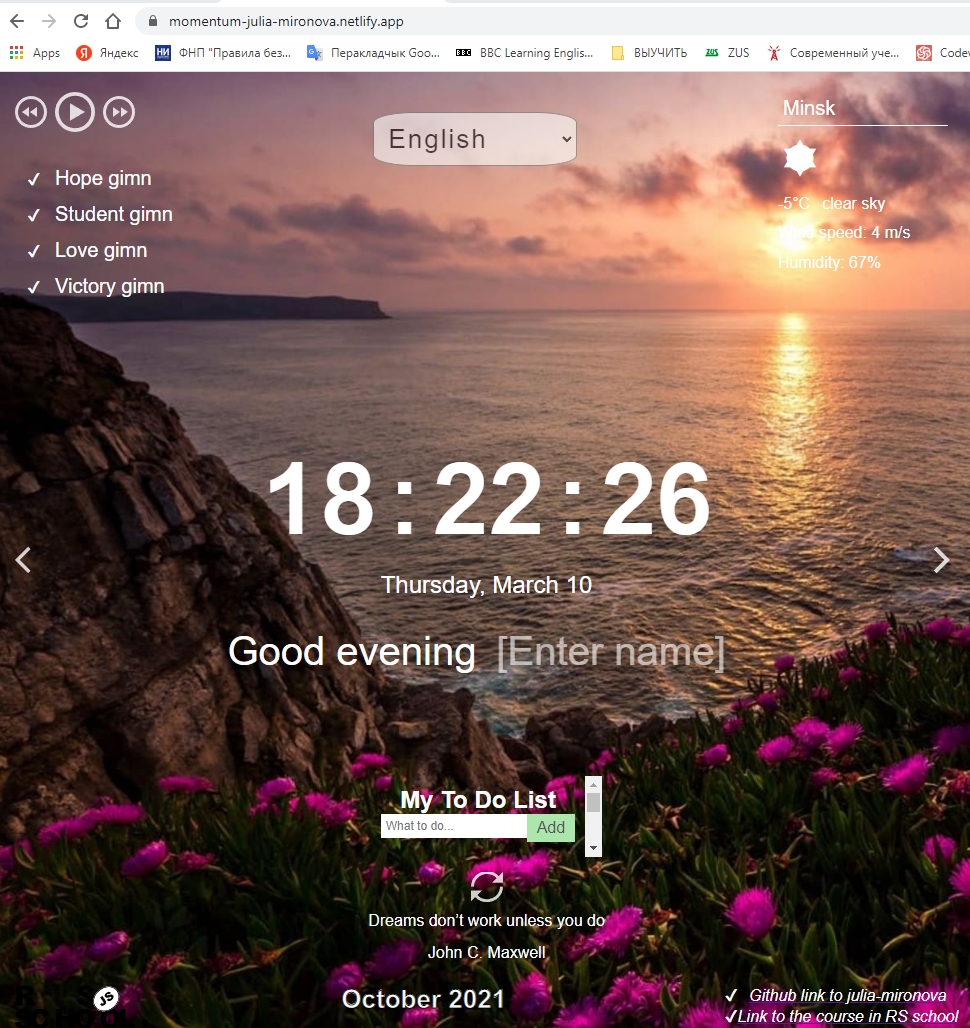 momentum-julia-mironova.netlify.app
Apps
Яндекс
НИ ФНП "Правила без...
Перакладчык Goo...
BBC BBC Learning Englis...
ВЫУЧИТЬ
ZUS ZUS
Современный уче...
Codew
English
Minsk
Hope gimn
Student gimn
Love gimn
Victory gimn
-5°C clear sky
Wind speed: 4 m/s
Humidity: 67%
18:22:26
Thursday, March 10
Good evening [Enter name]
My To Do List
What to do... Add
Dreams don't work unless you do
John C. Maxwell
JS
October 2021
Github link to julia-mironova
Link to the course in RS school